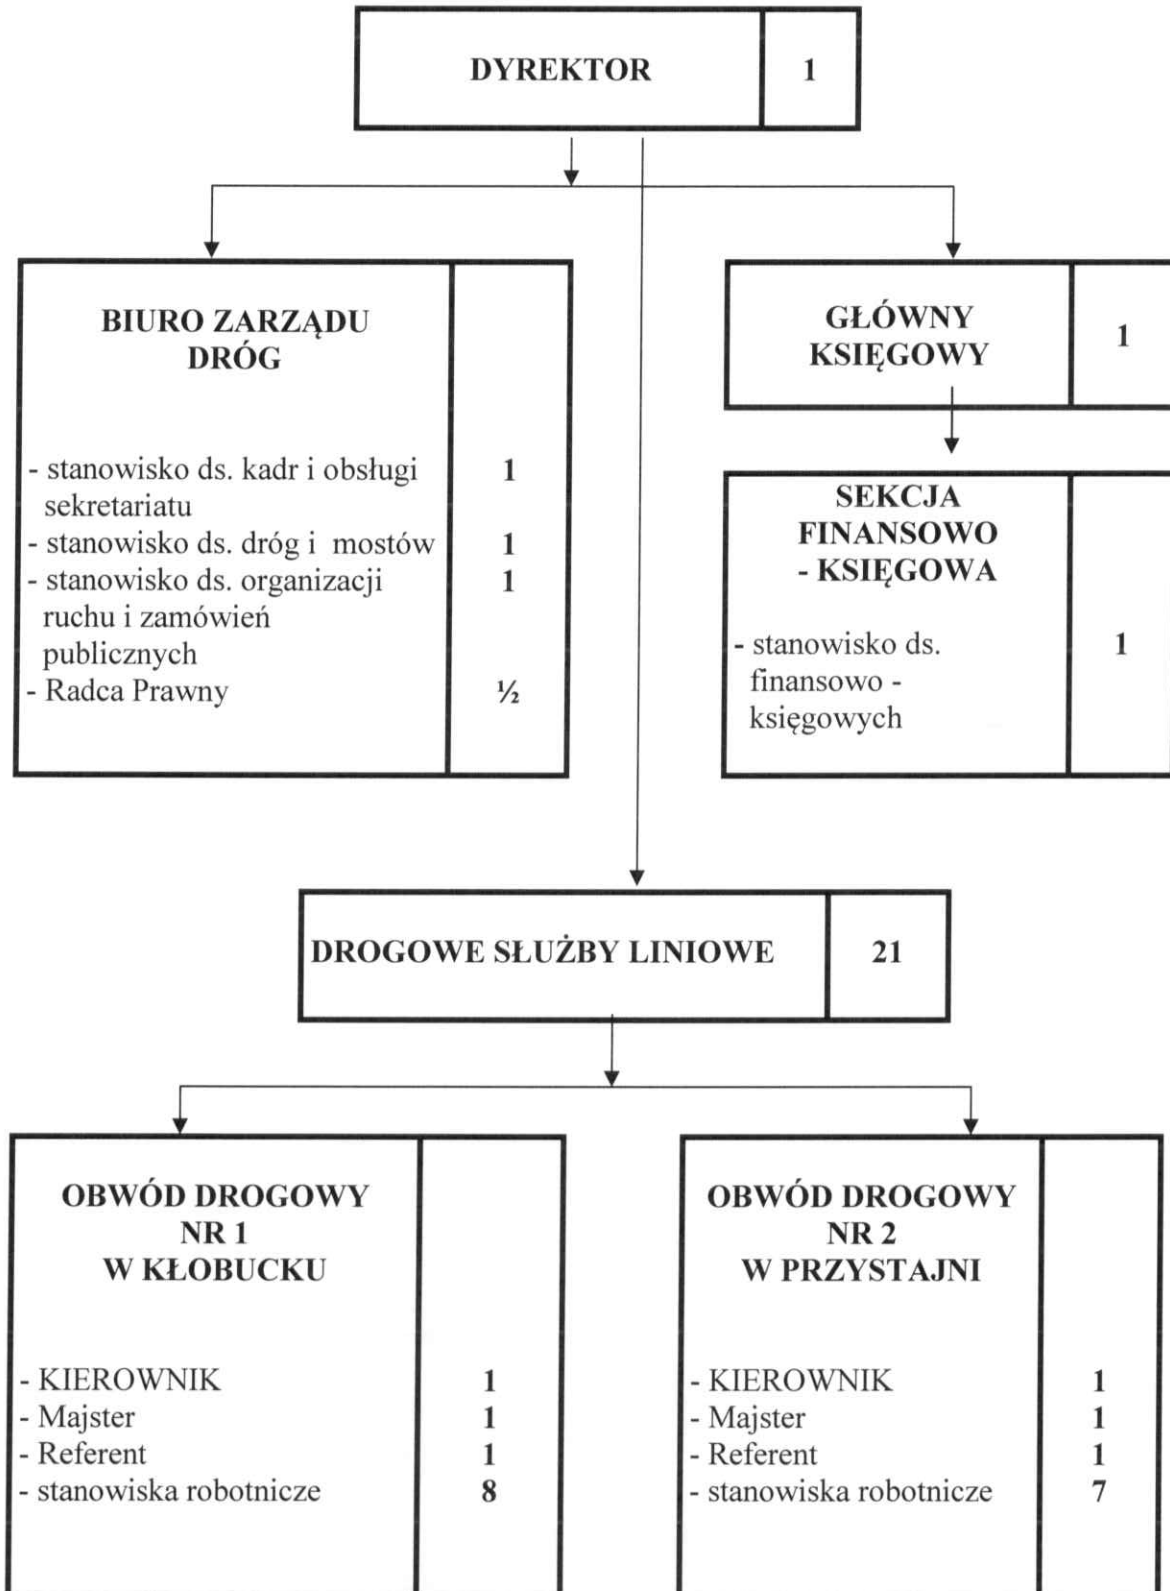 DYREKTOR 1
BIURO ZARZĄDU
DRÓG
- stanowisko ds. kadr i obsługi 1
sekretariatu
- stanowisko ds. dróg i mostów 1
- stanowisko ds. organizacji 1
ruchu i zamówień
publicznych
- Radca Prawny ½
GŁÓWNY
KSIĘGOWY 1
SEKCJA
FINANSOWO
- KSIĘGOWA
- stanowisko ds. 1
finansowo -
księgowych
DROGOWE SŁUŻBY LINIOWE 21
OBWÓD DROGOWY
NR 1
W KŁOBUCKU
- KIEROWNIK 1
- Majster 1
- Referent 1
- stanowiska robotnicze 8
OBWÓD DROGOWY
NR 2
W PRZYSTAJNI
- KIEROWNIK 1
- Majster 1
- Referent 1
- stanowiska robotnicze 7